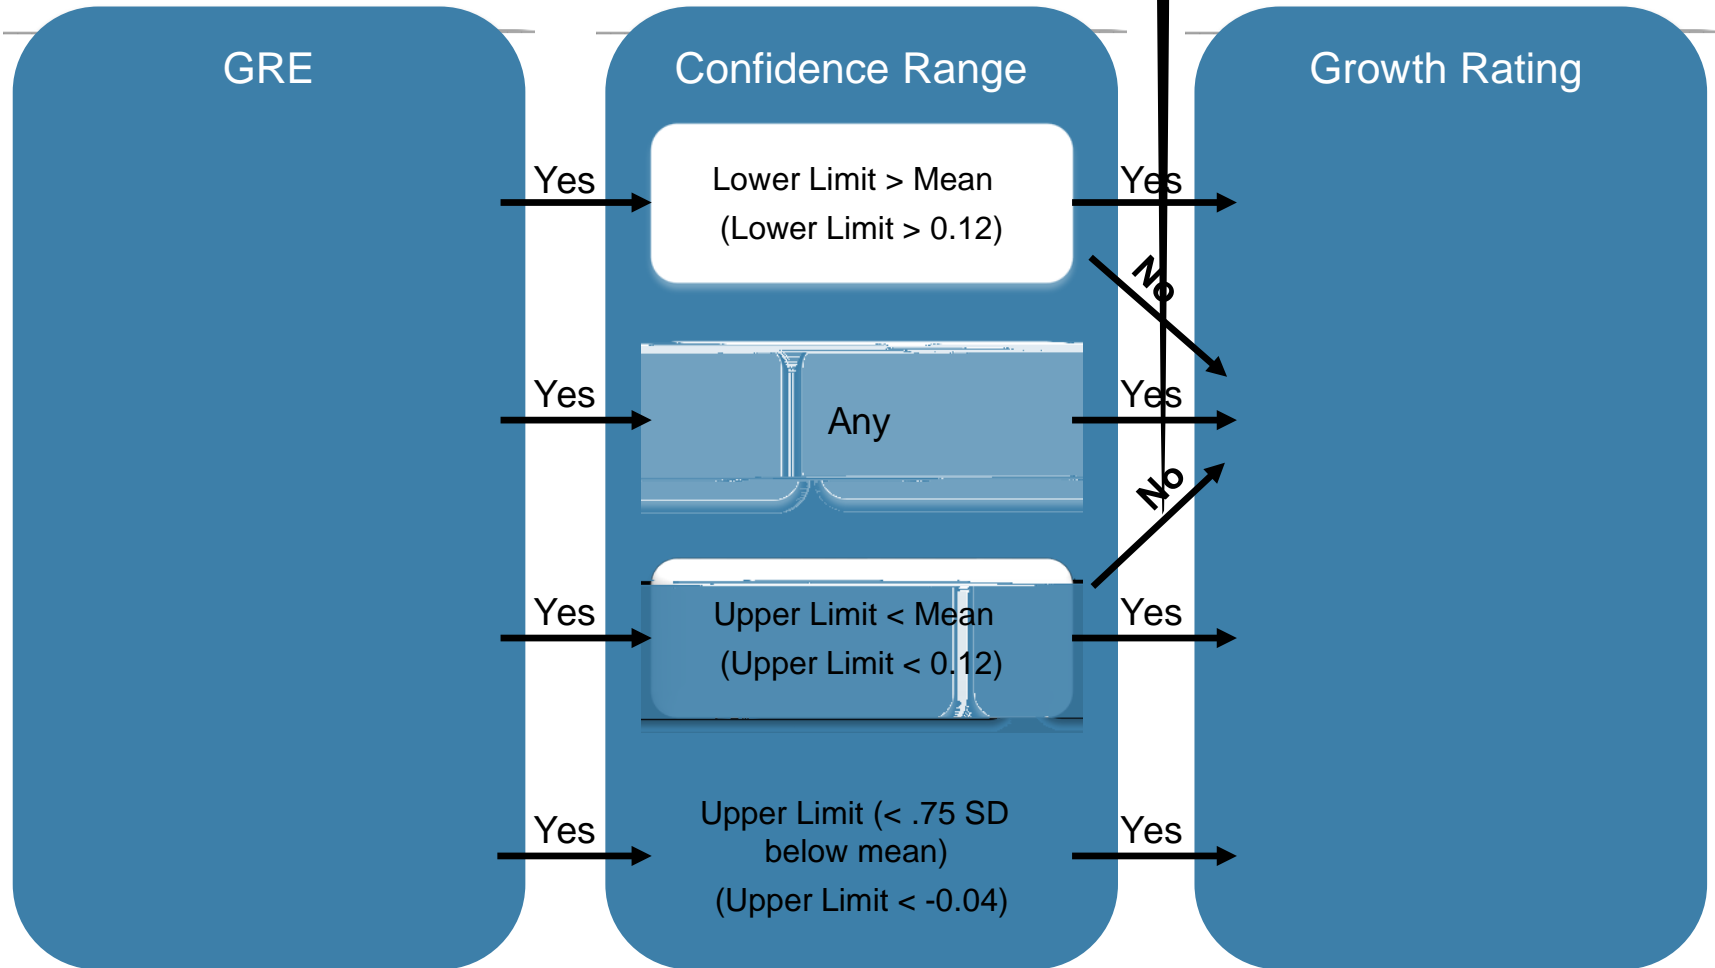 GRE
Confidence Range
Growth Rating
Yes
Lower Limit > Mean
(Lower Limit > 0.12)
Yes
No
Yes
Any
Yes
No
Yes
Upper Limit < Mean
(Upper Limit < 0.12)
Yes
Yes
Upper Limit (< .75 SD
below mean)
(Upper Limit < -0.04)
Yes